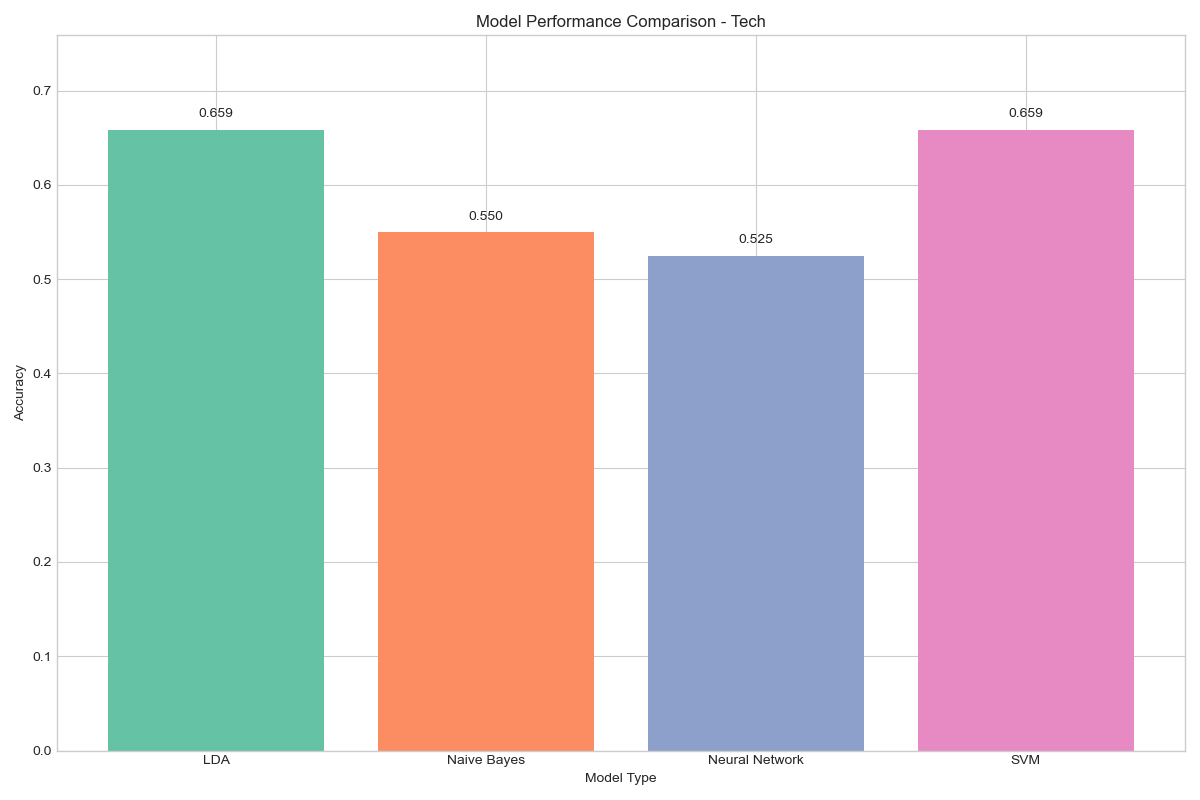 Model Performance Comparison - Tech
0.7
0.6
0.5
0.4
0.3
0.2
0.1
0.0
Accuracy
0.659
0.550
0.525
0.659
LDA
Naive Bayes
Neural Network
SVM
Model Type